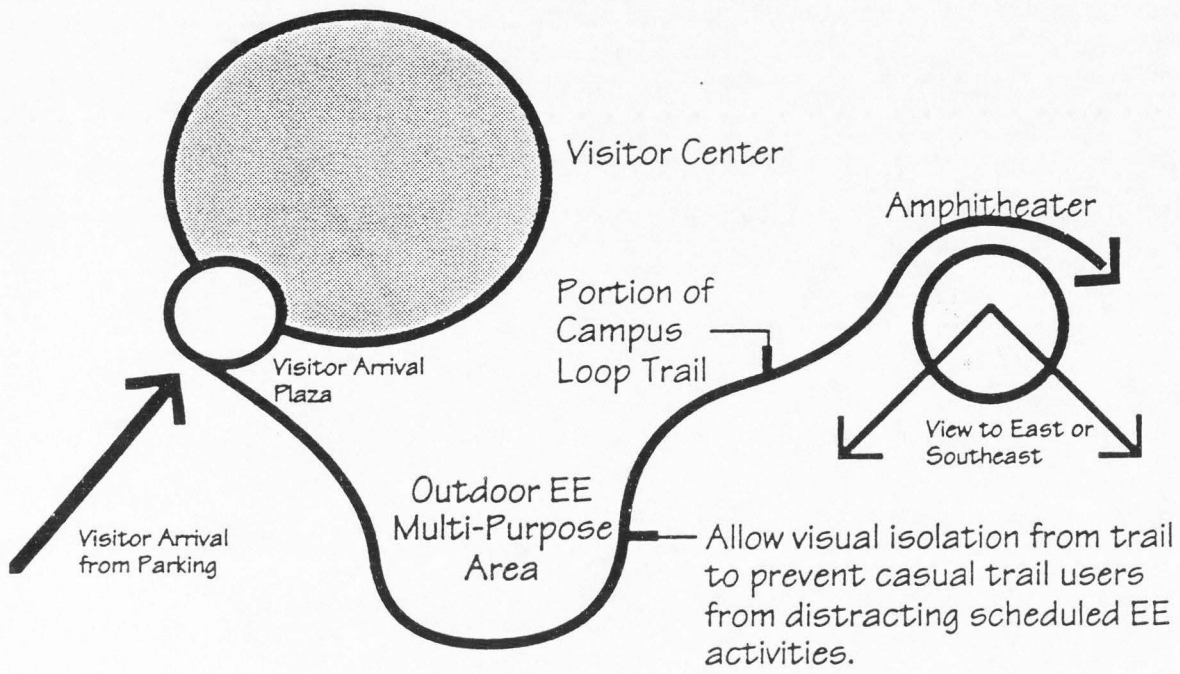 Visitor Center
Amphitheater
Portion of
Campus
Loop Trail
Visitor Arrival
Plaza
View to East or
Southeast
Outdoor EE
Multi-Purpose
Area
Visitor Arrival
from Parking
Allow visual isolation from trail
to prevent casual trail users
from distracting scheduled EE
activities.